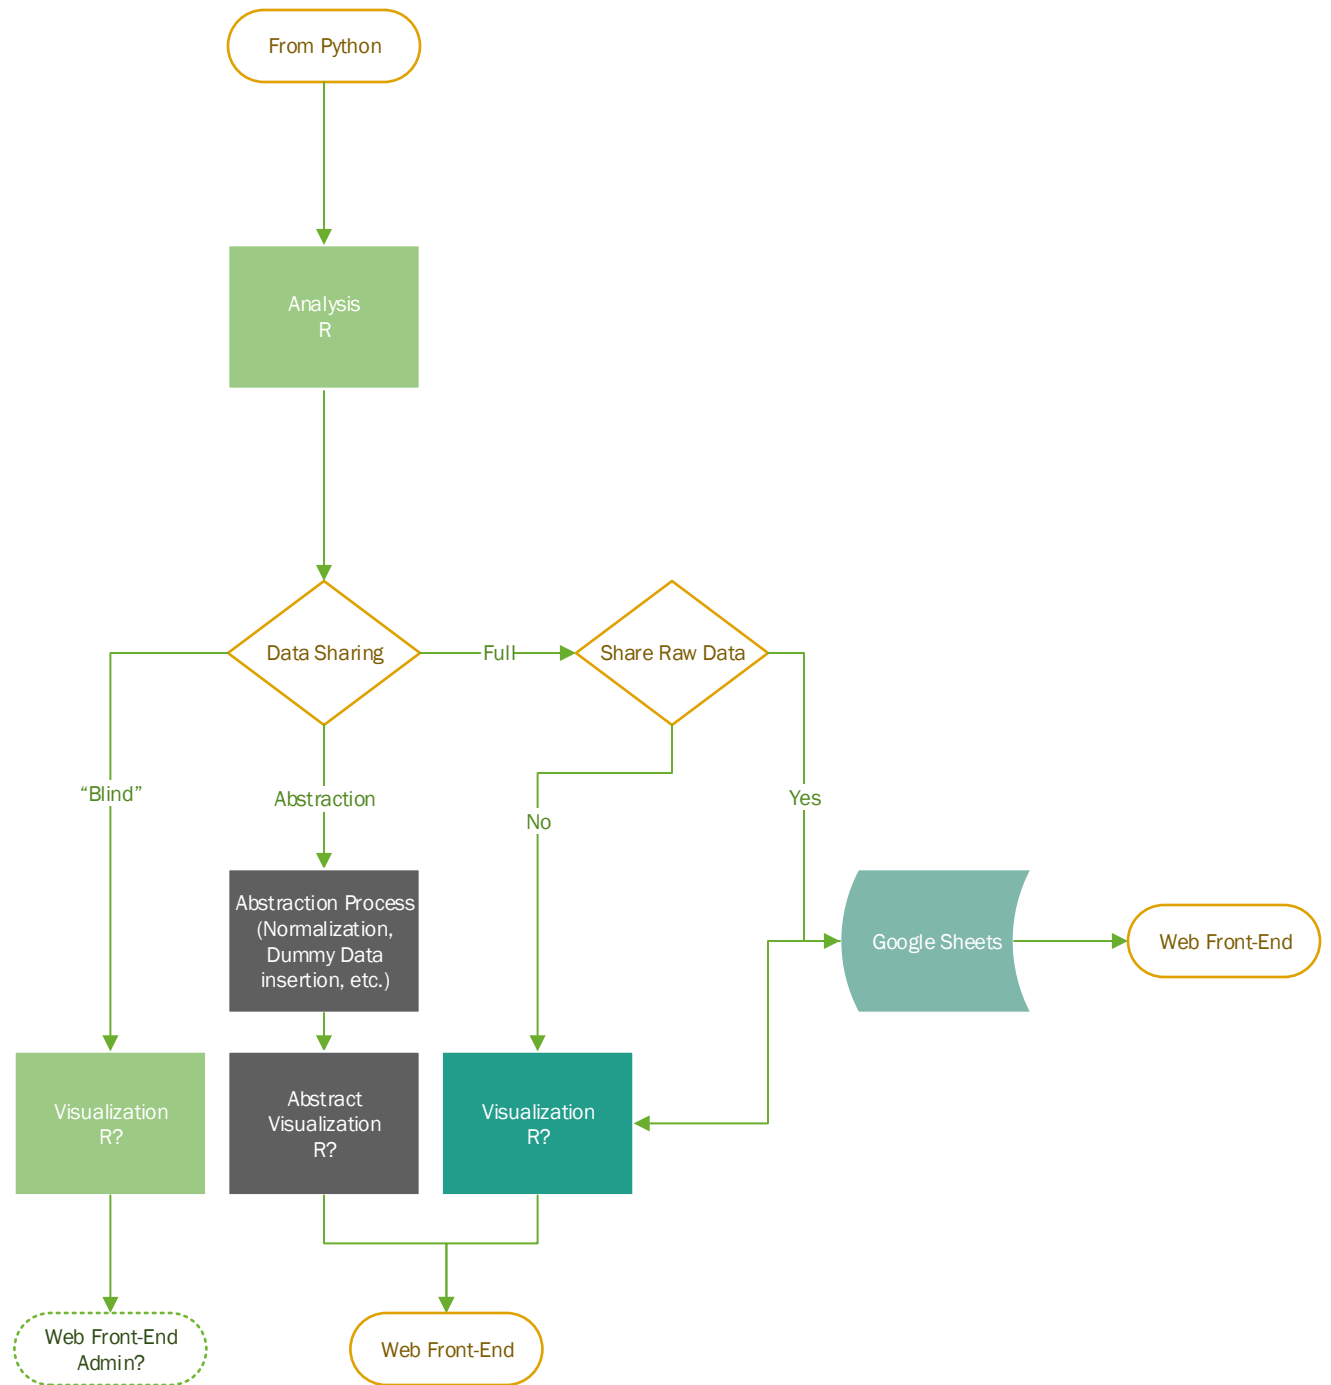 From Python
Analysis
R
Data Sharing
Full
Share Raw Data
“Blind”
Abstraction
No
Yes
Abstraction Process
(Normalization,
Dummy Data
insertion, etc.)
Google Sheets
Web Front-End
Visualization
R?
Abstract
Visualization
R?
Visualization
R?
Web Front-End
Admin?
Web Front-End